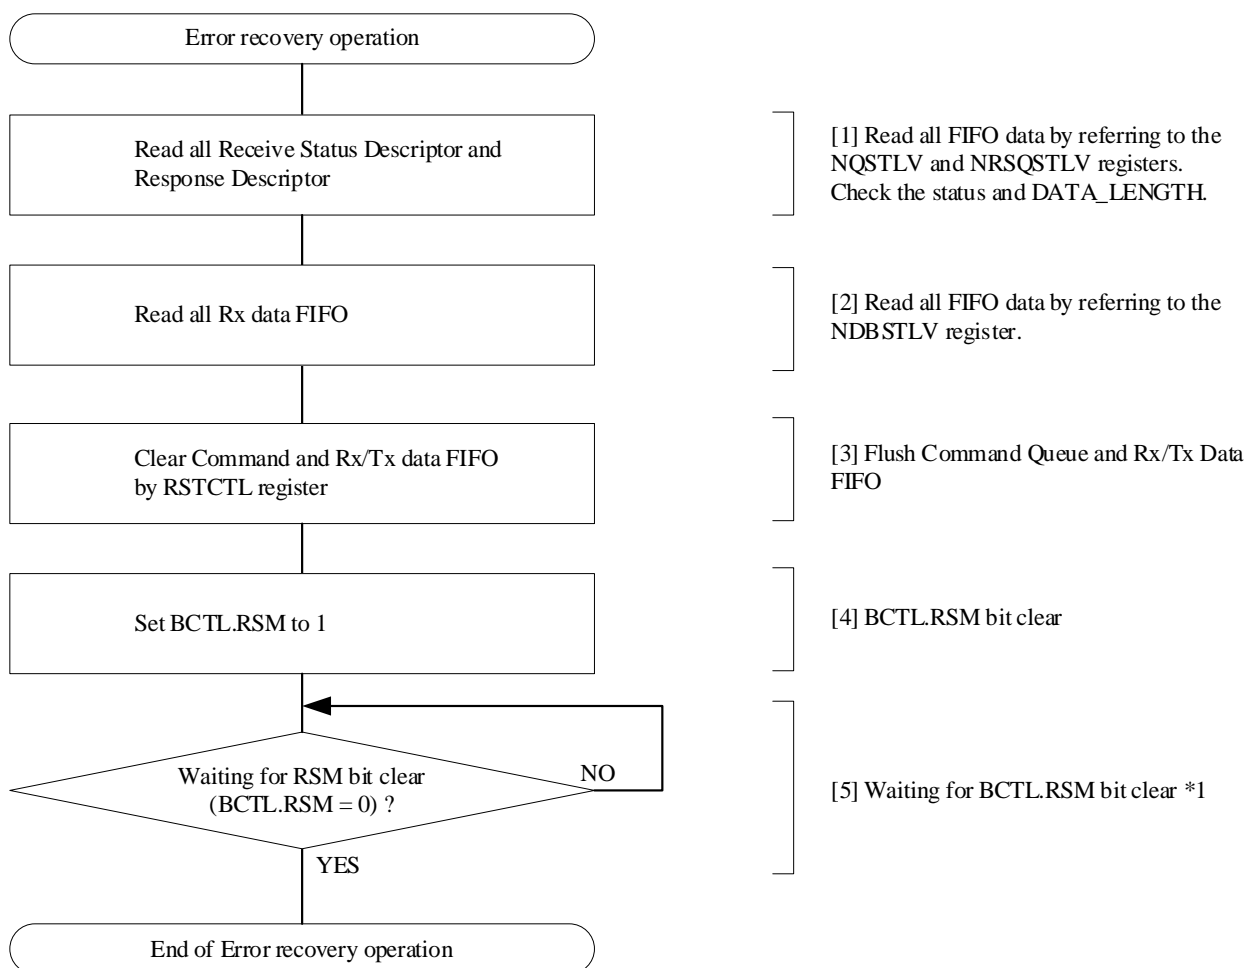 Error recovery operation
Read all Receive Status Descriptor and
Response Descriptor
[1] Read all FIFO data by referring to the
NQSTLV and NRSQSTLV registers.
Check the status and DATA_LENGTH.
Read all Rx data FIFO
[2] Read all FIFO data by referring to the
NDBSTLV register.
Clear Command and Rx/Tx data FIFO
by RSTCTL register
[3] Flush Command Queue and Rx/Tx Data
FIFO
Set BCTL.RSM to 1
[4] BCTL.RSM bit clear
Waiting for RSM bit clear
(BCTL.RSM = 0) ?
NO
[5] Waiting for BCTL.RSM bit clear *1
YES
End of Error recovery operation